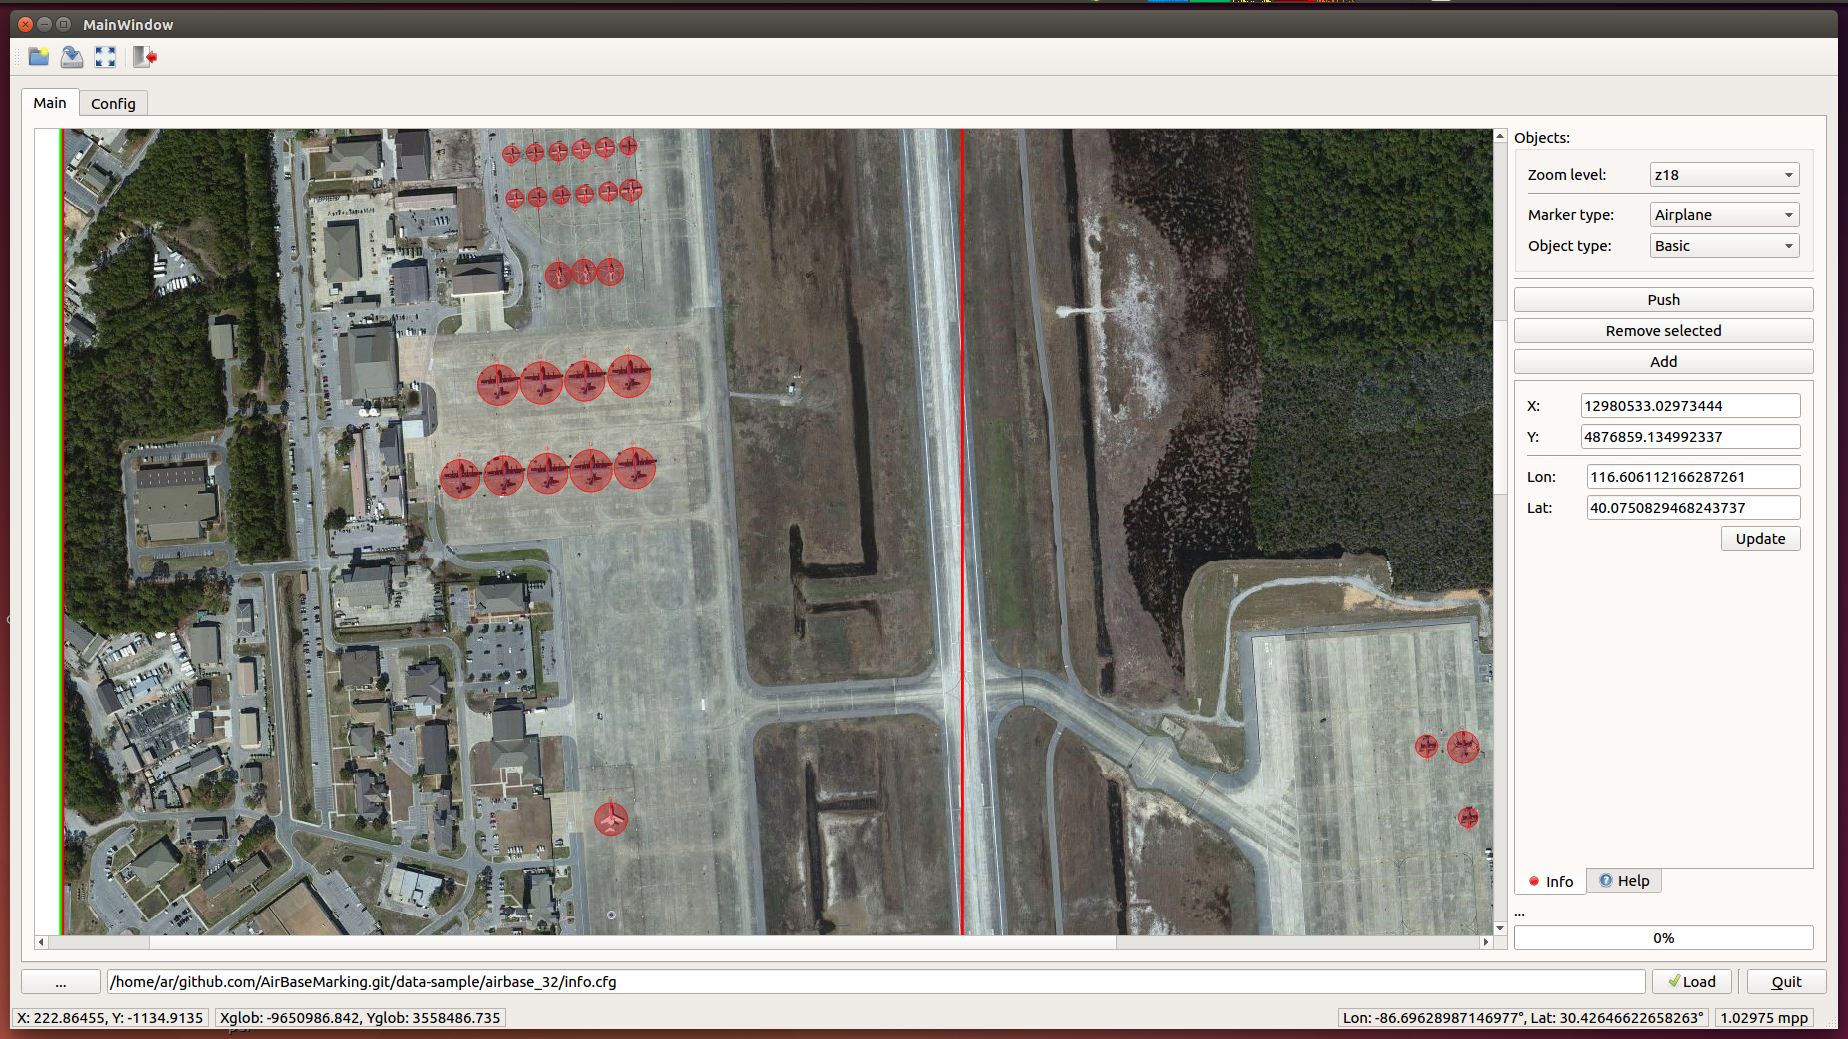 MainWindow
Main
Config
Objects:
Zoom level:
z18
Marker type:
Airplane
Object type:
Basic
Push
Remove selected
Add
X:
12980533.02973444
Y:
4876859.134992337
Lon:
116.606112166287261
Lat:
40.0750829468243737
Update
Info
Help
...
0%
...
/home/ar/github.com/AirBaseMarking.git/data-sample/airbase_32/info.cfg
Load
Quit
X: 222.86455, Y: -1134.9135
Xglob: -9650986.842, Yglob: 3558486.735
Lon: -86.69628987146977°, Lat: 30.42646622658263°
1.02975 mpp